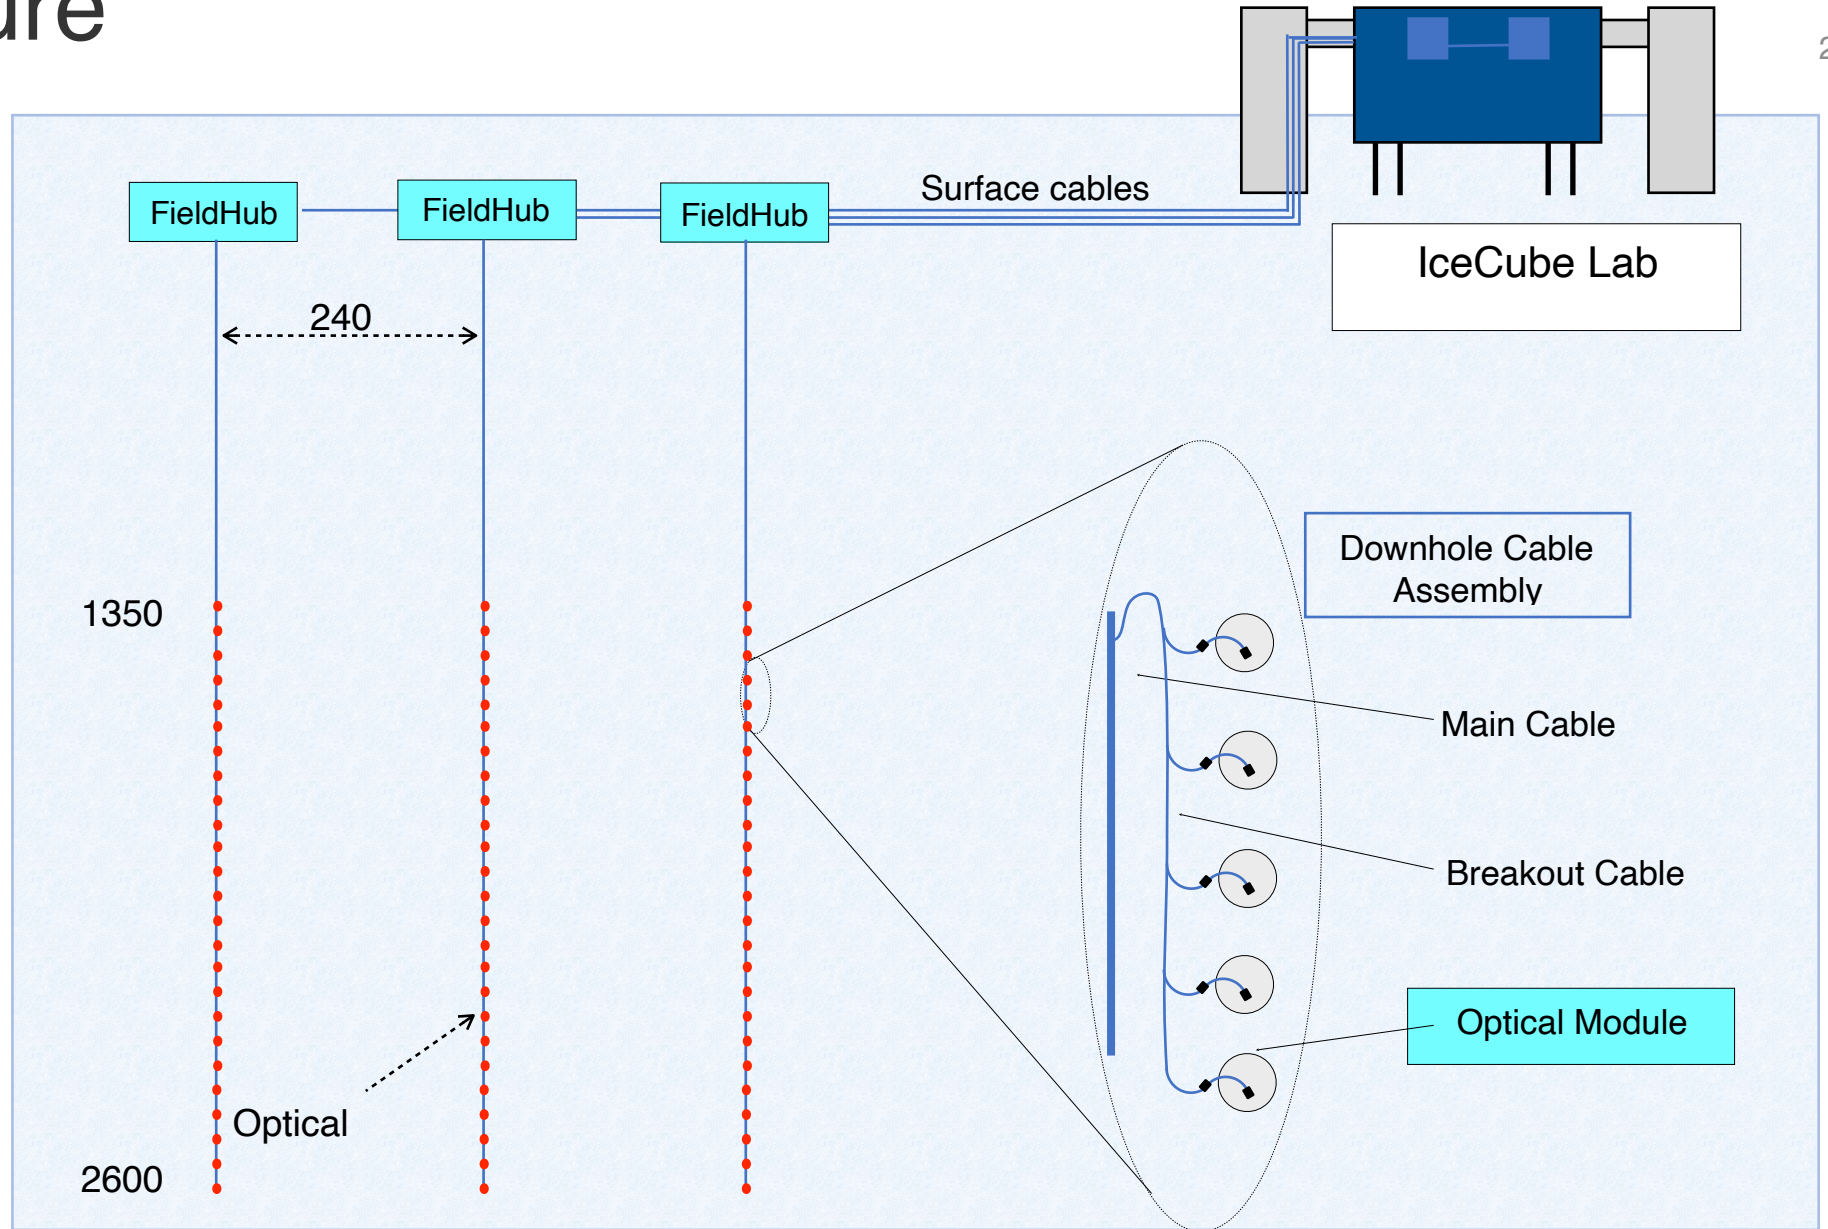 ure
2
FieldHub
FieldHub
FieldHub
Surface cables
IceCube Lab
240
Downhole Cable
Assembly
1350
Main Cable
Breakout Cable
Optical Module
Optical
2600